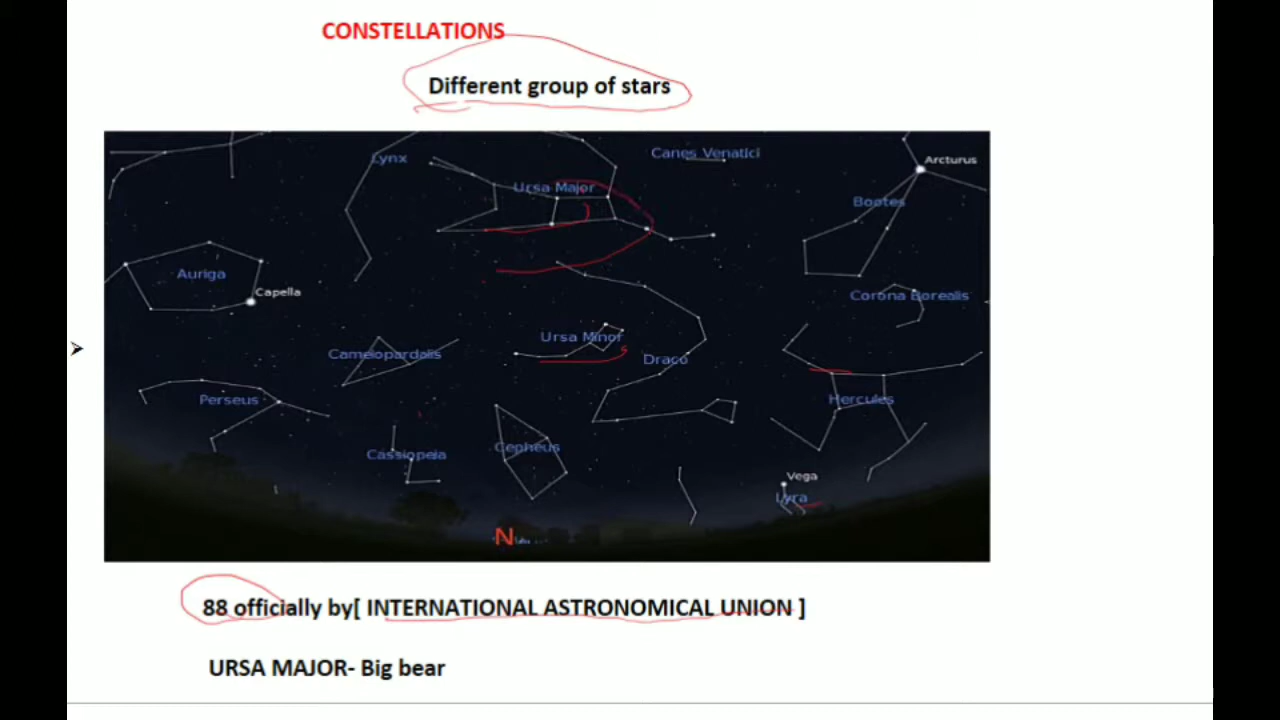 CONSTELLATIONS
Different group of stars
Lynx
Canes Venatici
Arcturus
Ursa Major
Bootes
Auriga
Capella
Corona Borealis
Ursa Minor
Camelopardalis
Draco
Perseus
Hercules
Cassiopeia
Cepheus
Vega
Lyra
N
88 officially by[ INTERNATIONAL ASTRONOMICAL UNION ]
URSA MAJOR- Big bear